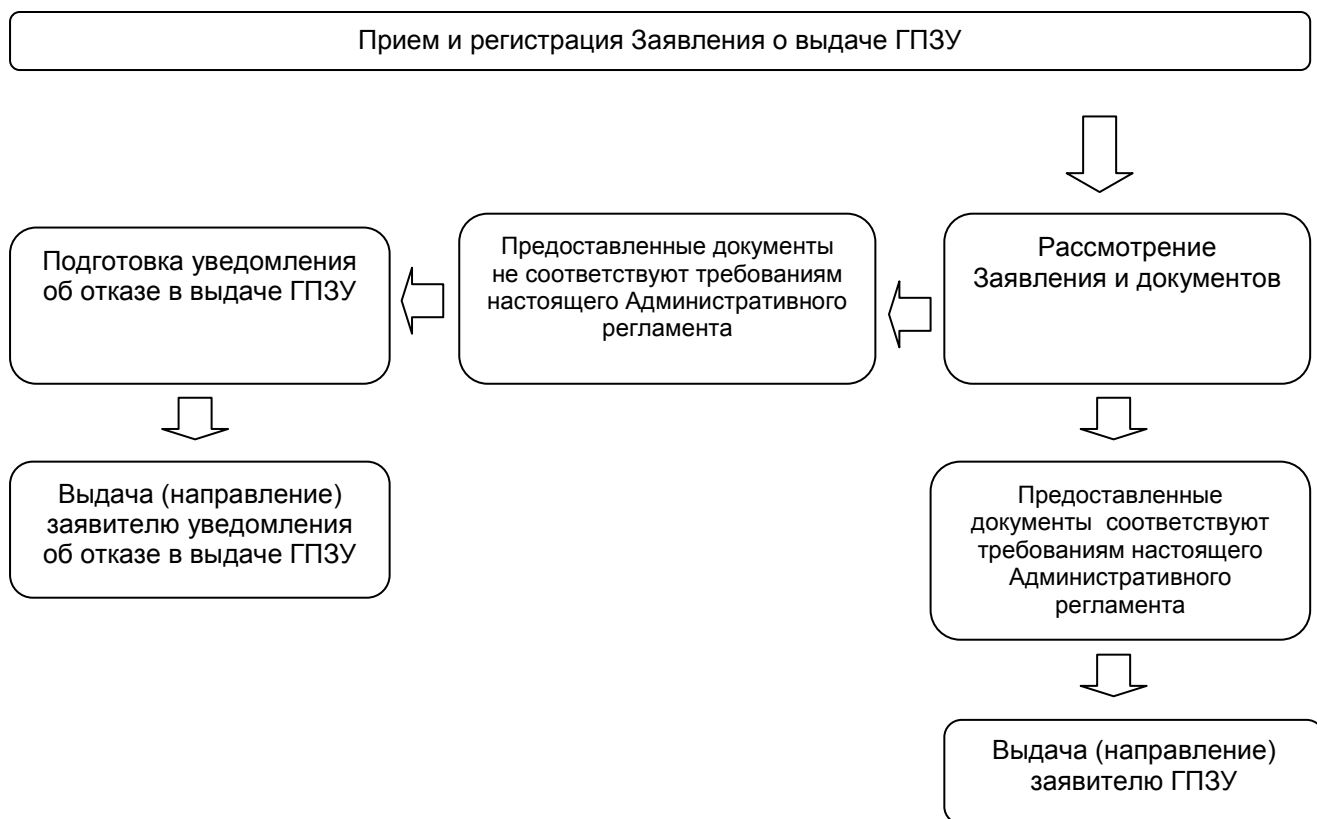 Прием и регистрация Заявления о выдаче ГПЗУ
Подготовка уведомления
об отказе в выдаче ГПЗУ
Предоставленные документы
не соответствуют требованиям
настоящего Административного
регламента
Рассмотрение
Заявления и документов
Выдача (направление)
заявителю уведомления
об отказе в выдаче ГПЗУ
Предоставленные
документы  соответствуют
требованиям настоящего
Административного
регламента
Выдача (направление)
заявителю ГПЗУ